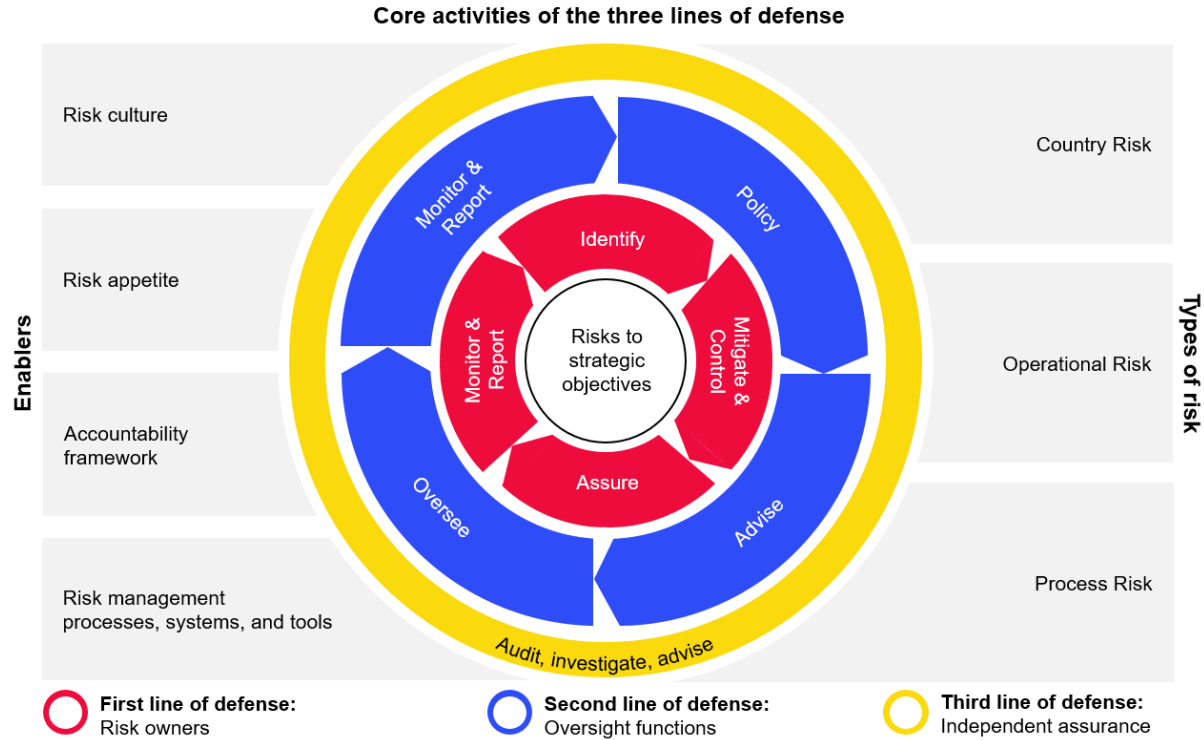 Core activities of the three lines of defense
Enablers
Risk culture
Risk appetite
Accountability
framework
Risk management
processes, systems, and tools
Monitor &
Report
Policy
Advise
Oversee
Identify
Mitigate &
Control
Assure
Monitor &
Report
Risks to
strategic
objectives
Audit, investigate, advise
Country Risk
Operational Risk
Process Risk
Types of risk
First line of defense:
Risk owners
Second line of defense:
Oversight functions
Third line of defense:
Independent assurance